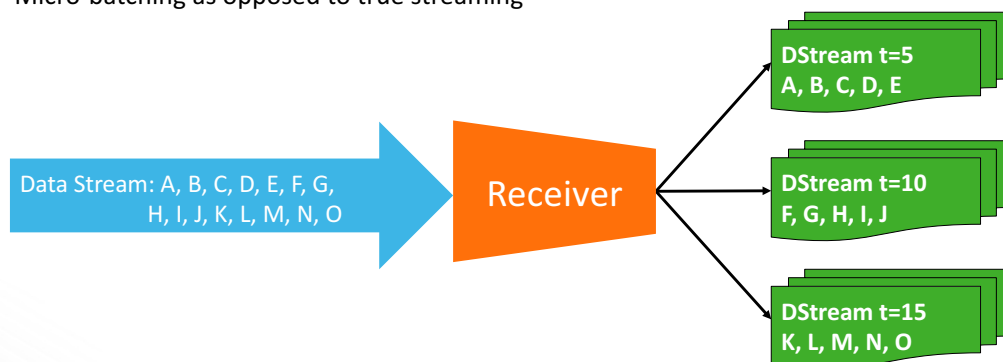 Micro-batching as opposed to true streaming
Data Stream: A, B, C, D, E, F, G,
H, I, J, K, L, M, N, O
Receiver
DStream t=5
A, B, C, D, E
DStream t=10
F, G, H, I, J
DStream t=15
K, L, M, N, O